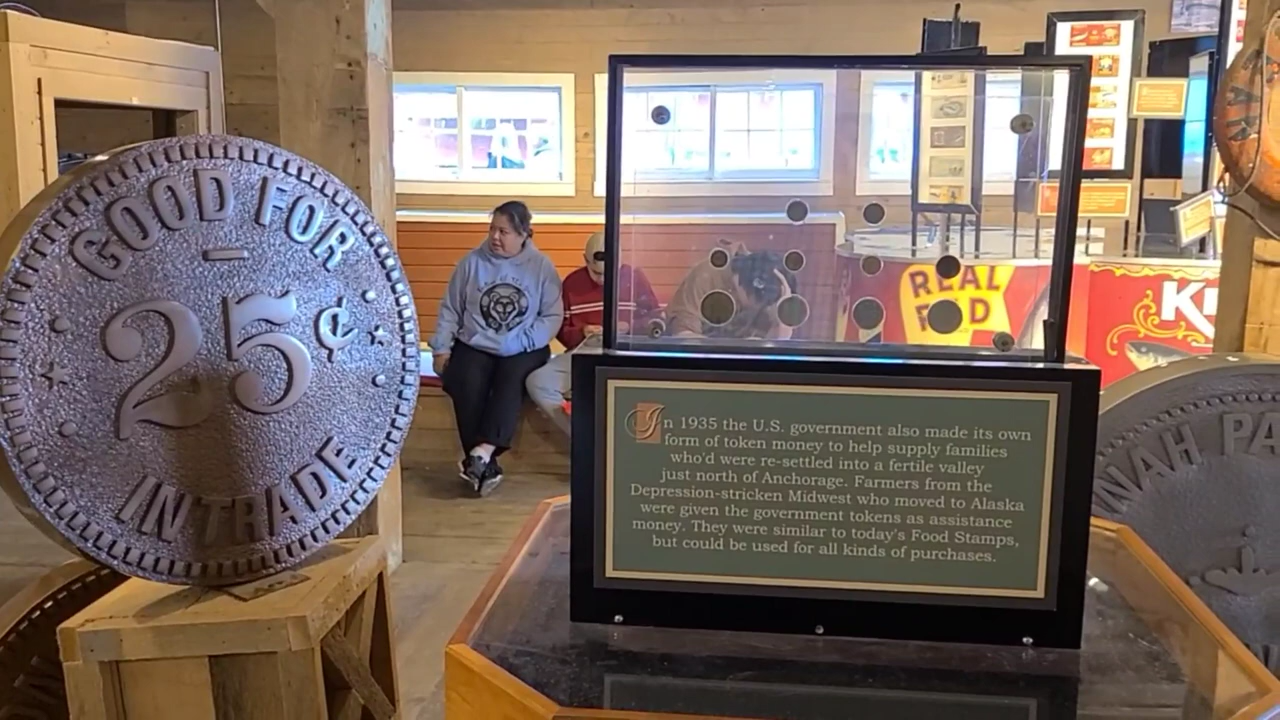 GOOD FOR
25¢
IN TRADE
REAL
In 1935 the U.S. government also made its own
form of token money to help supply families
who'd were re-settled into a fertile valley
just north of Anchorage. Farmers from the
Depression-stricken Midwest who moved to Alaska
were given the government tokens as assistance
money. They were similar to today's Food Stamps,
but could be used for all kinds of purchases.